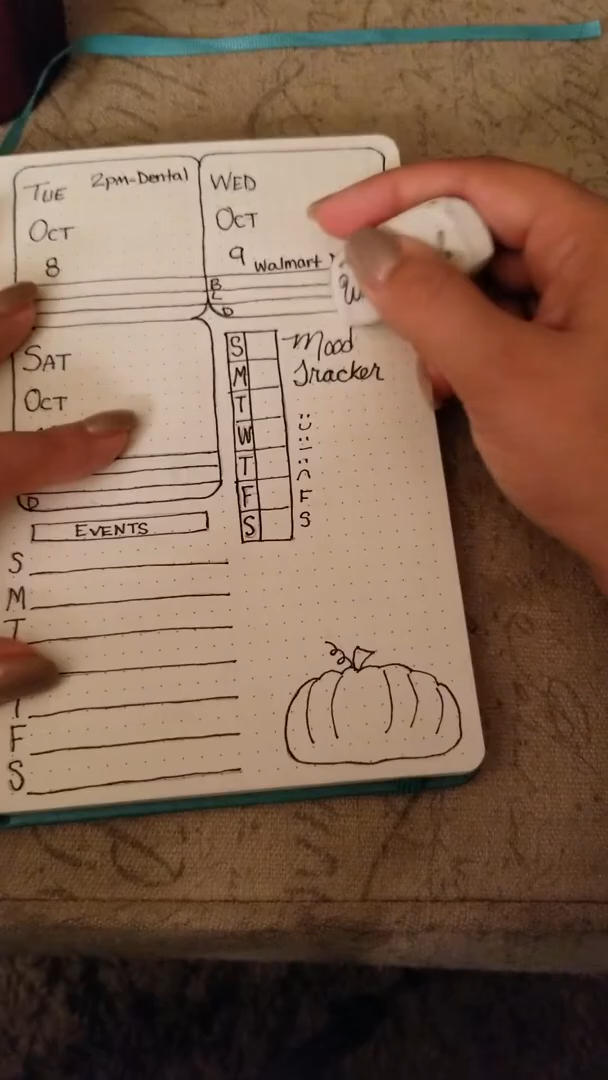 TUE 2pm-Dental
OCT
8
WED
OCT
9 Walmart
B
L
D
SAT
OCT
D
Mood
Tracker
S
M
T
W
T
F
S
F
S
EVENTS
S
M
T
F
S